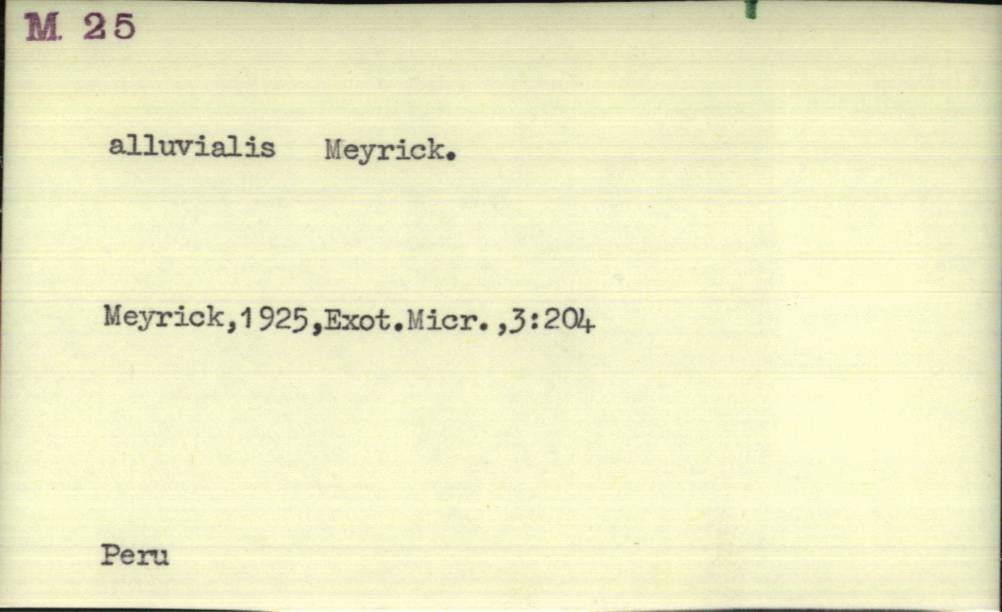 M. 25
alluvialis Meyrick.
Meyrick,1925,Exot.Micr.,3:204
Peru